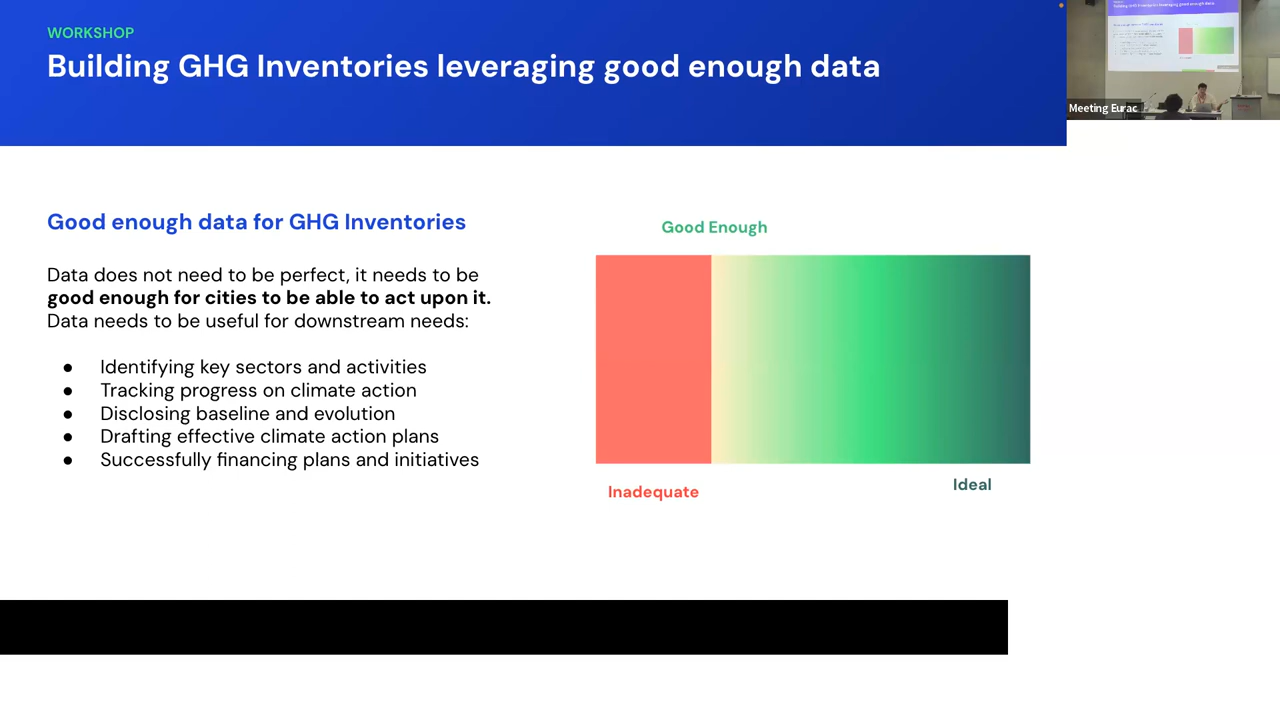 WORKSHOP
Building GHG Inventories leveraging good enough data
Meeting Eurac
Good enough data for GHG Inventories
Data does not need to be perfect, it needs to be
good enough for cities to be able to act upon it.
Data needs to be useful for downstream needs:
● Identifying key sectors and activities
● Tracking progress on climate action
● Disclosing baseline and evolution
● Drafting effective climate action plans
● Successfully financing plans and initiatives
Good Enough
Inadequate
Ideal